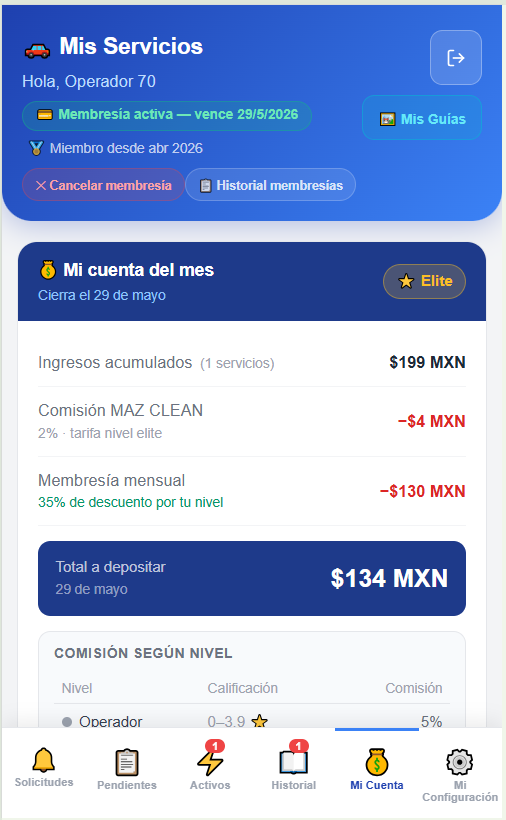 Mis Servicios
Hola, Operador 70
Membresía activa — vence 29/5/2026
Mis Guías
Miembro desde abr 2026
Cancelar membresía
Historial membresías
Mi cuenta del mes
Cierra el 29 de mayo
Elite
Ingresos acumulados (1 servicios)
$199 MXN
Comisión MAZ CLEAN
2% · tarifa nivel elite
−$4 MXN
Membresía mensual
35% de descuento por tu nivel
−$130 MXN
Total a depositar
29 de mayo
$134 MXN
COMISIÓN SEGÚN NIVEL
Nivel Calificación Comisión
Operador 0–3.9 5%
1 1
Solicitudes Pendientes Activos Historial Mi Cuenta Mi Configuración